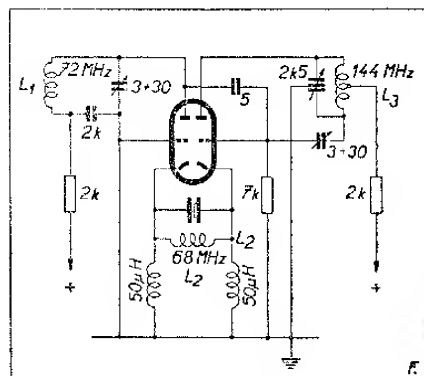 72 MHz
L1
3÷30
2k
2k
+
5
7k
L2
68 MHz
L2
50μH
50μH
2k5
144 MHz
L3
3÷30
2k
+
F.